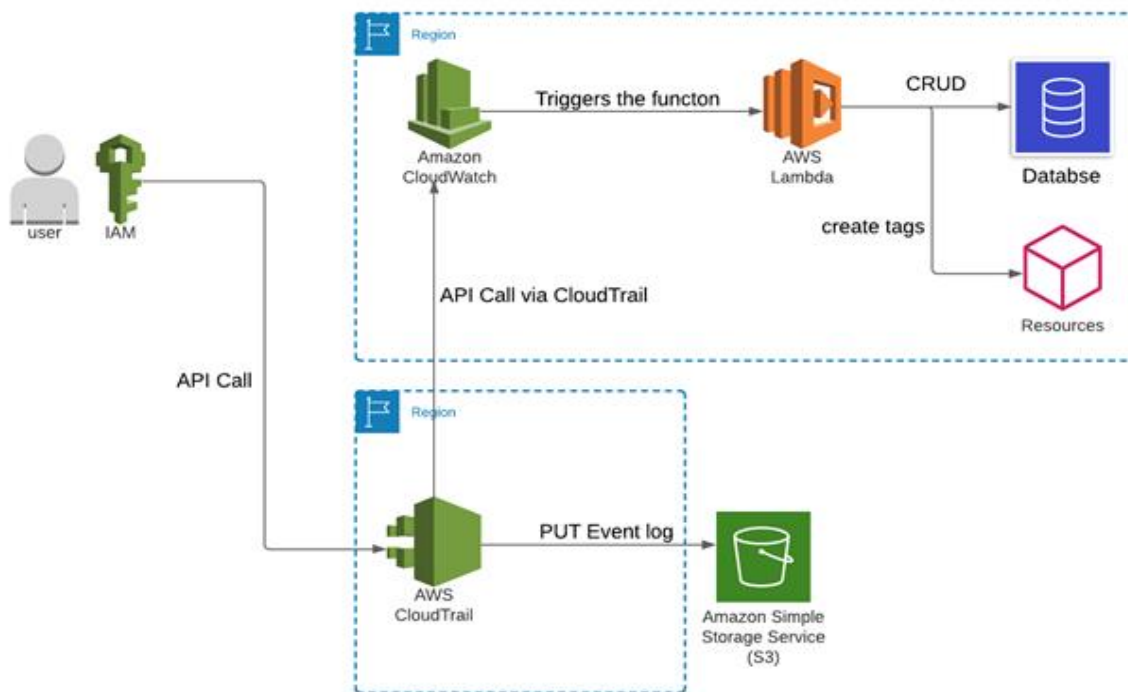 Region
Triggers the functon
CRUD
Amazon
CloudWatch
AWS
Lambda
Databse
user
IAM
create tags
API Call via CloudTrail
Resources
API Call
Region
PUT Event log
AWS
CloudTrail
Amazon Simple
Storage Service
(S3)